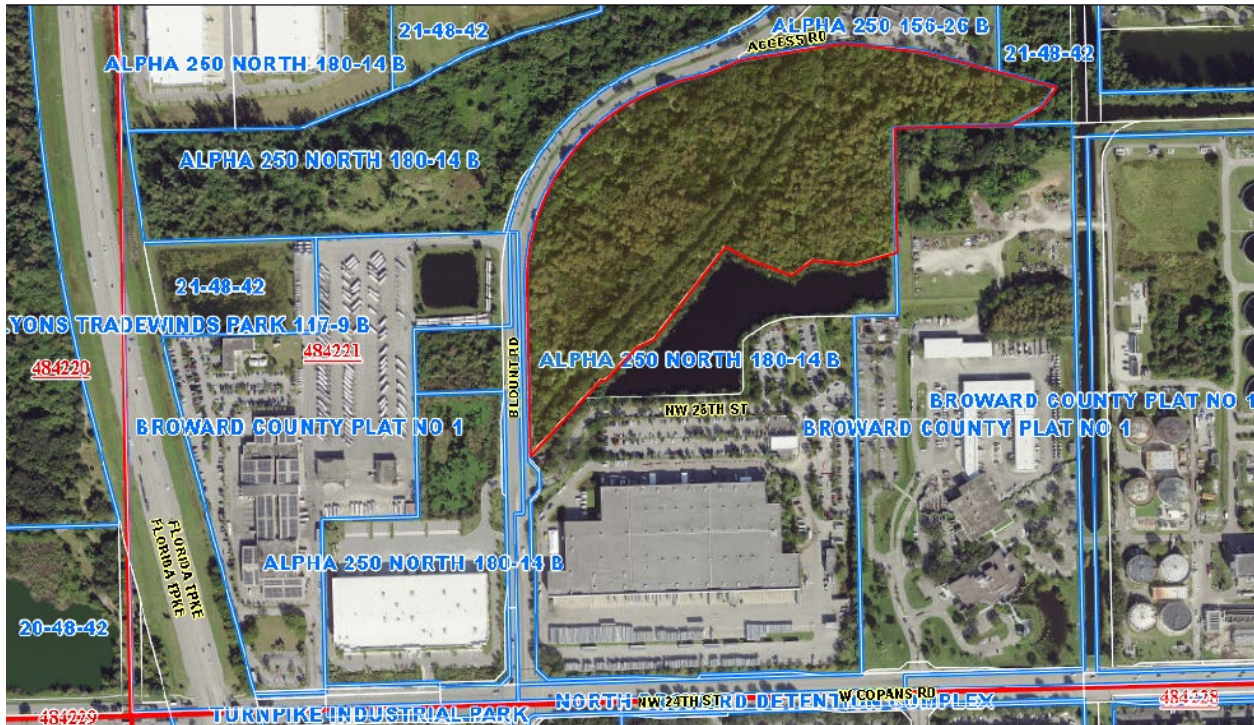 ALPHA 250 156-26 B
21-48-42
ACCESS RD
21-48-42
ALPHA 250 NORTH 180-14 B
ALPHA 250 NORTH 180-14 B
21-48-42
YONS TRADEWINDS PARK 117-9 B
484221
484220
BLOUNT RD
ALPHA 250 NORTH 180-14 B
BROWARD COUNTY PLAT NO 1
NW 26TH ST
BROWARD COUNTY PLAT NO 1
BROWARD COUNTY PLAT NO 1
FLORIDA TPKE
FLORIDA TPKE
ALPHA 250 NORTH 180-14 B
20-48-42
NORTH
NW 24TH ST
RD DETENTION COMPLEX
W COPANS RD
484228
484229
TURNPIKE INDUSTRIAL PARK